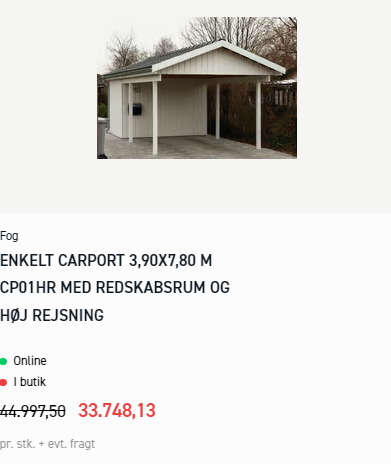 Fog
ENKELT CARPORT 3,90X7,80 M
CP01HR MED REDSKABSRUM OG
HØJ REJSNING
Online
I butik
44.997,50 33.748,13
pr. stk. + evt. fragt